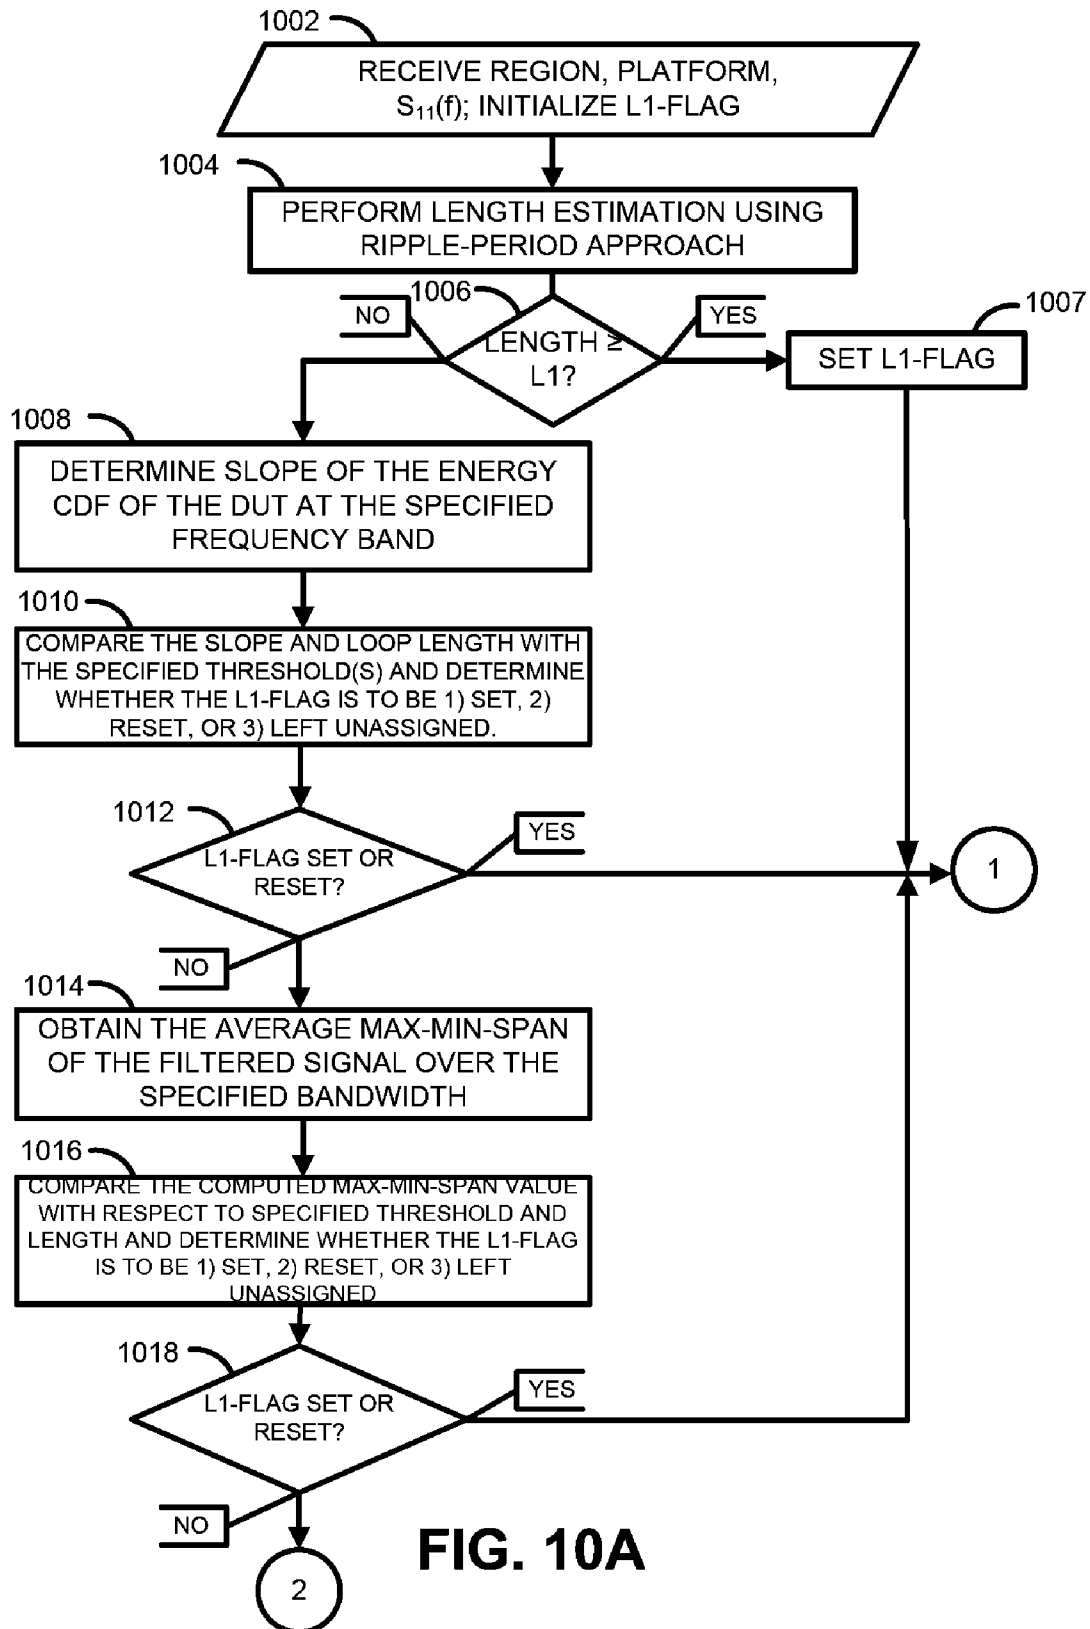 1002
RECEIVE REGION, PLATFORM,
S₁₁(f); INITIALIZE L1-FLAG
1004
PERFORM LENGTH ESTIMATION USING
RIPPLE-PERIOD APPROACH
1006
NO
YES
LENGTH ≥
L1?
1007
SET L1-FLAG
1008
DETERMINE SLOPE OF THE ENERGY
CDF OF THE DUT AT THE SPECIFIED
FREQUENCY BAND
1010
COMPARE THE SLOPE AND LOOP LENGTH WITH
THE SPECIFIED THRESHOLD(S) AND DETERMINE
WHETHER THE L1-FLAG IS TO BE 1) SET, 2)
RESET, OR 3) LEFT UNASSIGNED.
1012
YES
L1-FLAG SET OR
RESET?
1
NO
1014
OBTAIN THE AVERAGE MAX-MIN-SPAN
OF THE FILTERED SIGNAL OVER THE
SPECIFIED BANDWIDTH
1016
COMPARE THE COMPUTED MAX-MIN-SPAN VALUE
WITH RESPECT TO SPECIFIED THRESHOLD AND
LENGTH AND DETERMINE WHETHER THE L1-FLAG
IS TO BE 1) SET, 2) RESET, OR 3) LEFT
UNASSIGNED
1018
YES
L1-FLAG SET OR
RESET?
NO
2
FIG. 10A